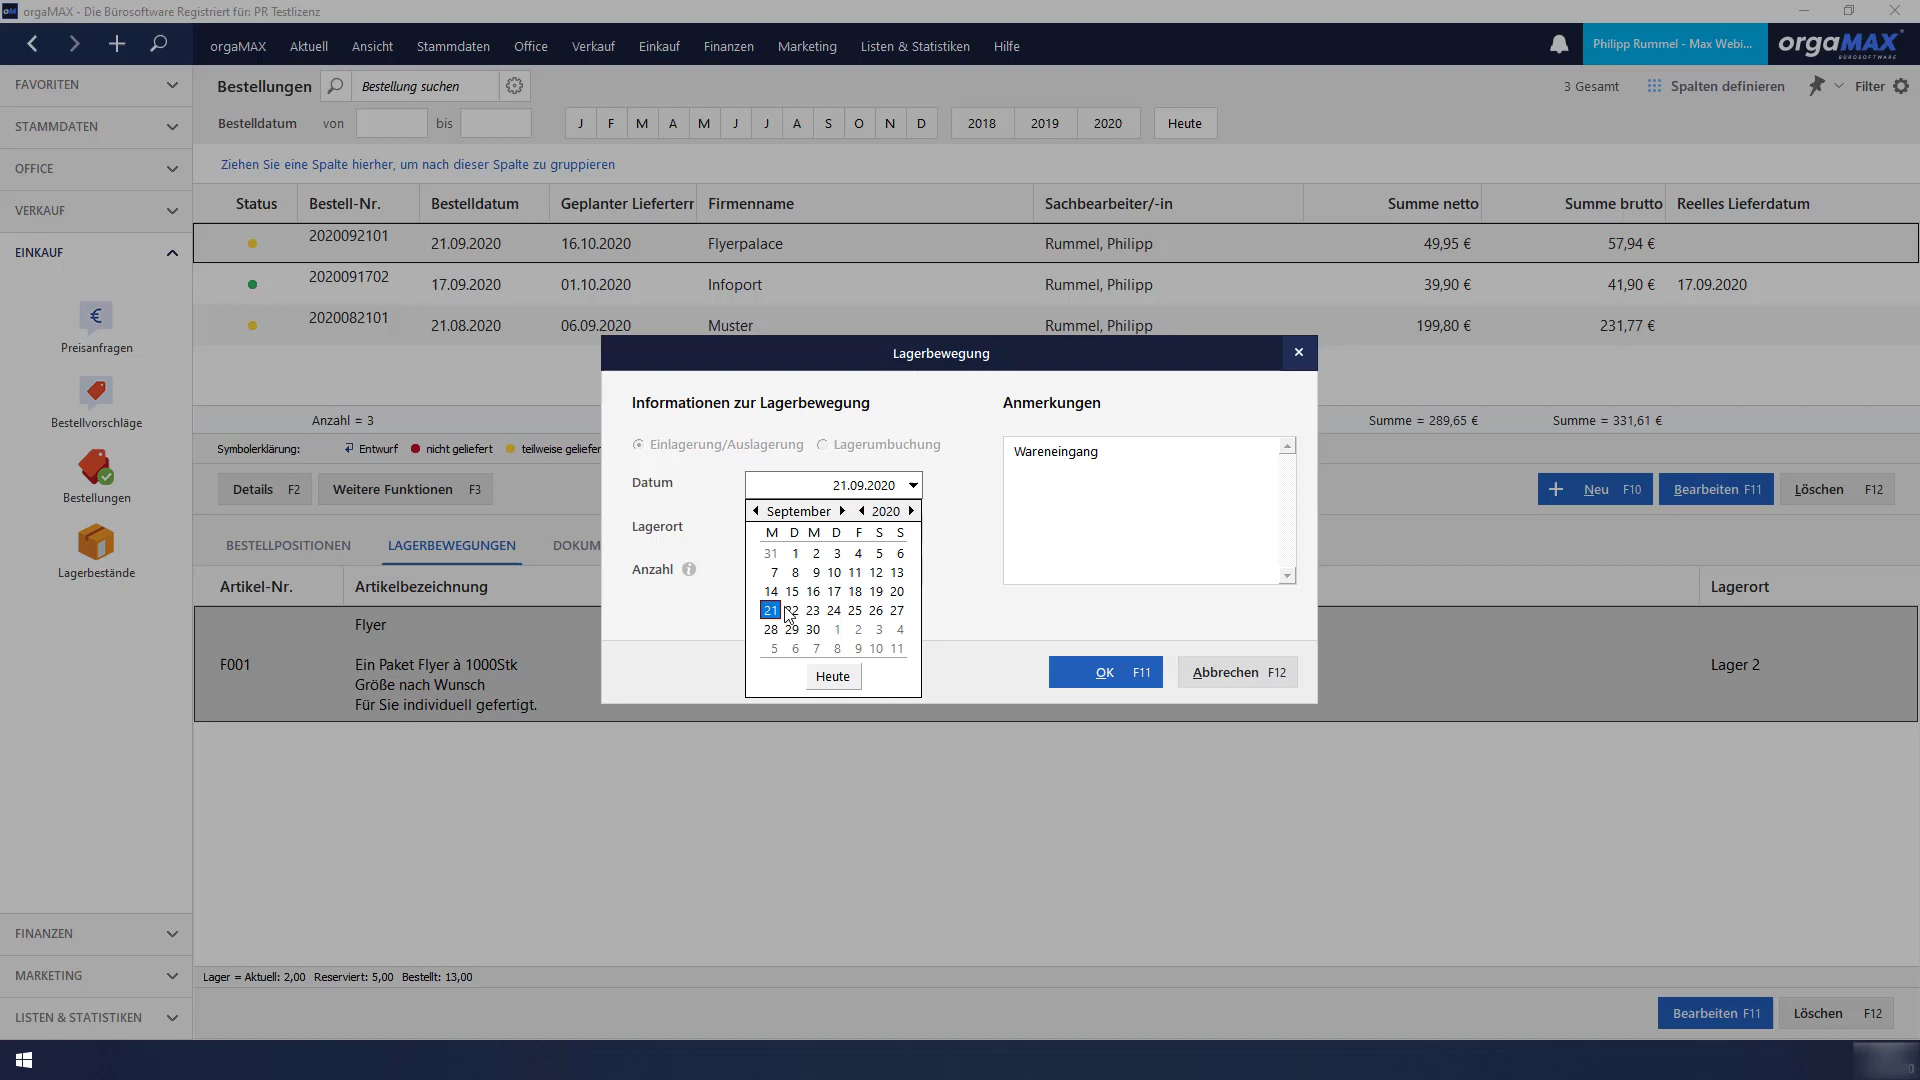 orgaMAX - Die Bürosoftware Registriert für: PR Testlizenz
orgaMAX Aktuell Ansicht Stammdaten Office Verkauf Einkauf Finanzen Marketing Listen & Statistiken Hilfe
Philipp Rummel - Max Webi...
orgaMAX
BÜROSOFTWARE
FAVORITEN
STAMMDATEN
OFFICE
VERKAUF
EINKAUF
Preisanfragen
Bestellvorschläge
Bestellungen
Lagerbestände
FINANZEN
MARKETING
LISTEN & STATISTIKEN
Bestellungen Bestellung suchen 3 Gesamt Spalten definieren Filter
Bestelldatum von bis J F M A M J J A S O N D 2018 2019 2020 Heute
Ziehen Sie eine Spalte hierher, um nach dieser Spalte zu gruppieren
Status Bestell-Nr. Bestelldatum Geplanter Lieferterr Firmenname Sachbearbeiter/-in Summe netto Summe brutto Reelles Lieferdatum
2020092101 21.09.2020 16.10.2020 Flyerpalace Rummel, Philipp 49,95 € 57,94 €
2020091702 17.09.2020 01.10.2020 Infoport Rummel, Philipp 39,90 € 41,90 € 17.09.2020
2020082101 21.08.2020 06.09.2020 Muster Rummel, Philipp 199,80 € 231,77 €
Anzahl = 3 Summe = 289,65 € Summe = 331,61 €
Symbolerklärung: Entwurf nicht geliefert teilweise geliefer
Details F2 Weitere Funktionen F3 Neu F10 Bearbeiten F11 Löschen F12
BESTELLPOSITIONEN LAGERBEWEGUNGEN DOKUM
Artikel-Nr. Artikelbezeichnung Lagerort
Flyer
F001 Ein Paket Flyer à 1000Stk Lager 2
Größe nach Wunsch
Für Sie individuell gefertigt.
Lagerbewegung
Informationen zur Lagerbewegung Anmerkungen
Einlagerung/Auslagerung Lagerumbuchung
Wareneingang
Datum 21.09.2020
Lagerort
Anzahl
September 2020
M D M D F S S
31 1 2 3 4 5 6
7 8 9 10 11 12 13
14 15 16 17 18 19 20
21 22 23 24 25 26 27
28 29 30 1 2 3 4
5 6 7 8 9 10 11
Heute
OK F11 Abbrechen F12
Lager = Aktuell: 2,00 Reserviert: 5,00 Bestellt: 13,00
Bearbeiten F11 Löschen F12